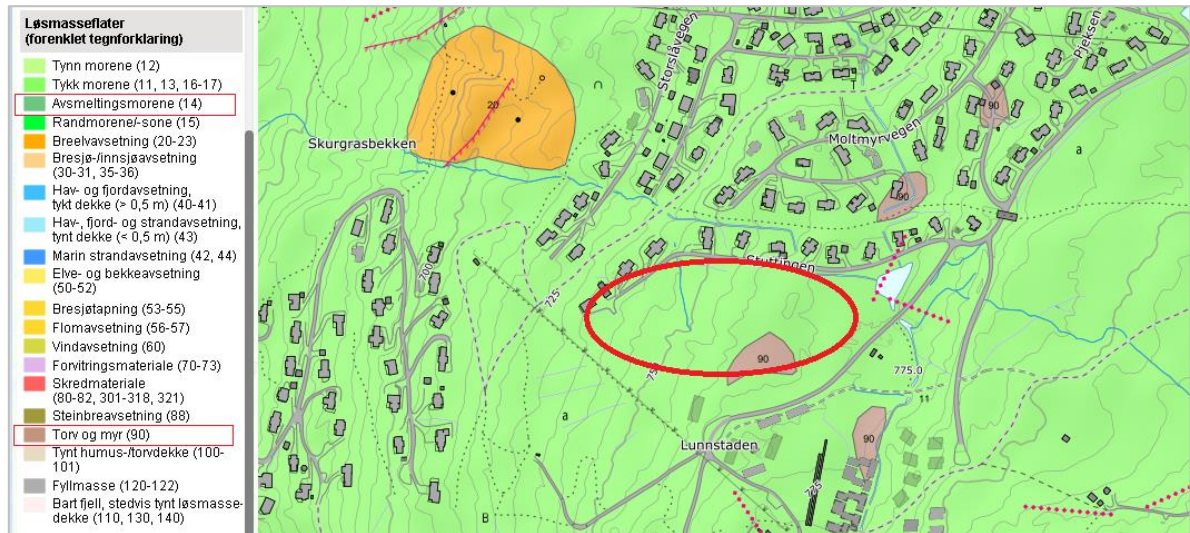 Løsmasseflater
(forenklet tegnforklaring)
Tynn morene (12)
Tykk morene (11, 13, 16-17)
Avsmeltingsmorene (14)
Randmorene/-sone (15)
Breelvavsetning (20-23)
Bresjø-/innsjøavsetning
(30-31, 35-36)
Hav- og fjordavsetning,
tykt dekke (> 0,5 m) (40-41)
Hav-, fjord- og strandavsetning,
tynt dekke (< 0,5 m) (43)
Marin strandavsetning (42, 44)
Elve- og bekkeavsetning
(50-52)
Bresjøtapning (53-55)
Flomavsetning (56-57)
Vindavsetning (60)
Forvitringsmateriale (70-73)
Skredmateriale
(80-82, 301-318, 321)
Steinbreavsetning (88)
Torv og myr (90)
Tynt humus-/torvdekke (100-
101)
Fyllmasse (120-122)
Bart fjell, stedvis tynt løsmasse-
dekke (110, 130, 140)
20
Skurgrasbekken
Storslåvegen
Pjeksen
90
Moltmyrvegen
a
90
700
Stuttingen
725
90
775.0
11
a
Lunnstaden
90
725
B